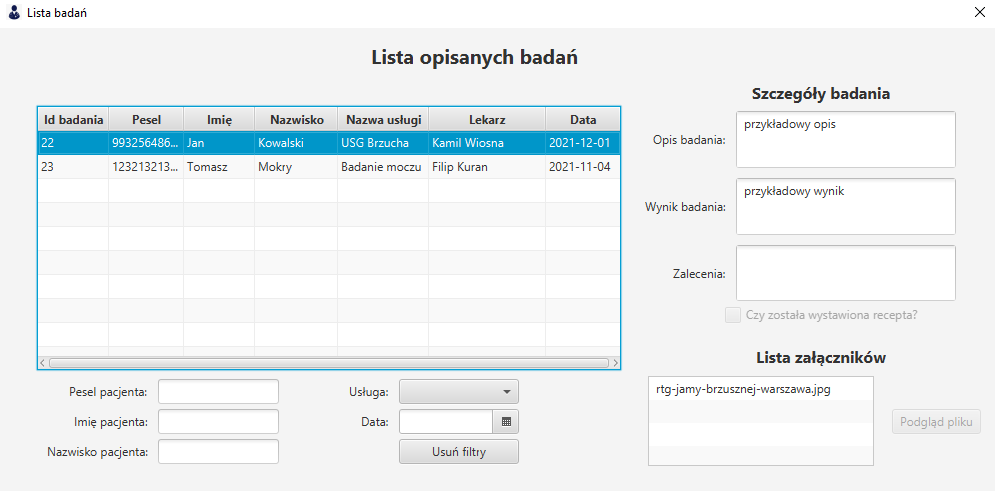 Lista badań
Lista opisanych badań
Id badania Pesel Imię Nazwisko Nazwa usługi Lekarz Data
22 993256486... Jan Kowalski USG Brzucha Kamil Wiosna 2021-12-01
23 123213213... Tomasz Mokry Badanie moczu Filip Kuran 2021-11-04
Pesel pacjenta:
Imię pacjenta:
Nazwisko pacjenta:
Usługa:
Data:
Usuń filtry
Szczegóły badania
Opis badania: przykładowy opis
Wynik badania: przykładowy wynik
Zalecenia:
Czy została wystawiona recepta?
Lista załączników
rtg-jamy-brzusznej-warszawa.jpg
Podgląd pliku